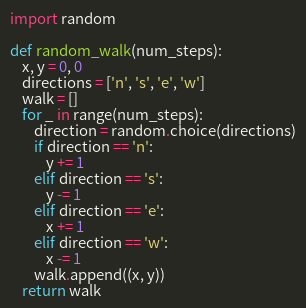 import random

def random_walk(num_steps):
    x, y = 0, 0
    directions = ['n', 's', 'e', 'w']
    walk = []
    for _ in range(num_steps):
        direction = random.choice(directions)
        if direction == 'n':
            y += 1
        elif direction == 's':
            y -= 1
        elif direction == 'e':
            x += 1
        elif direction == 'w':
            x -= 1
        walk.append((x, y))
    return walk